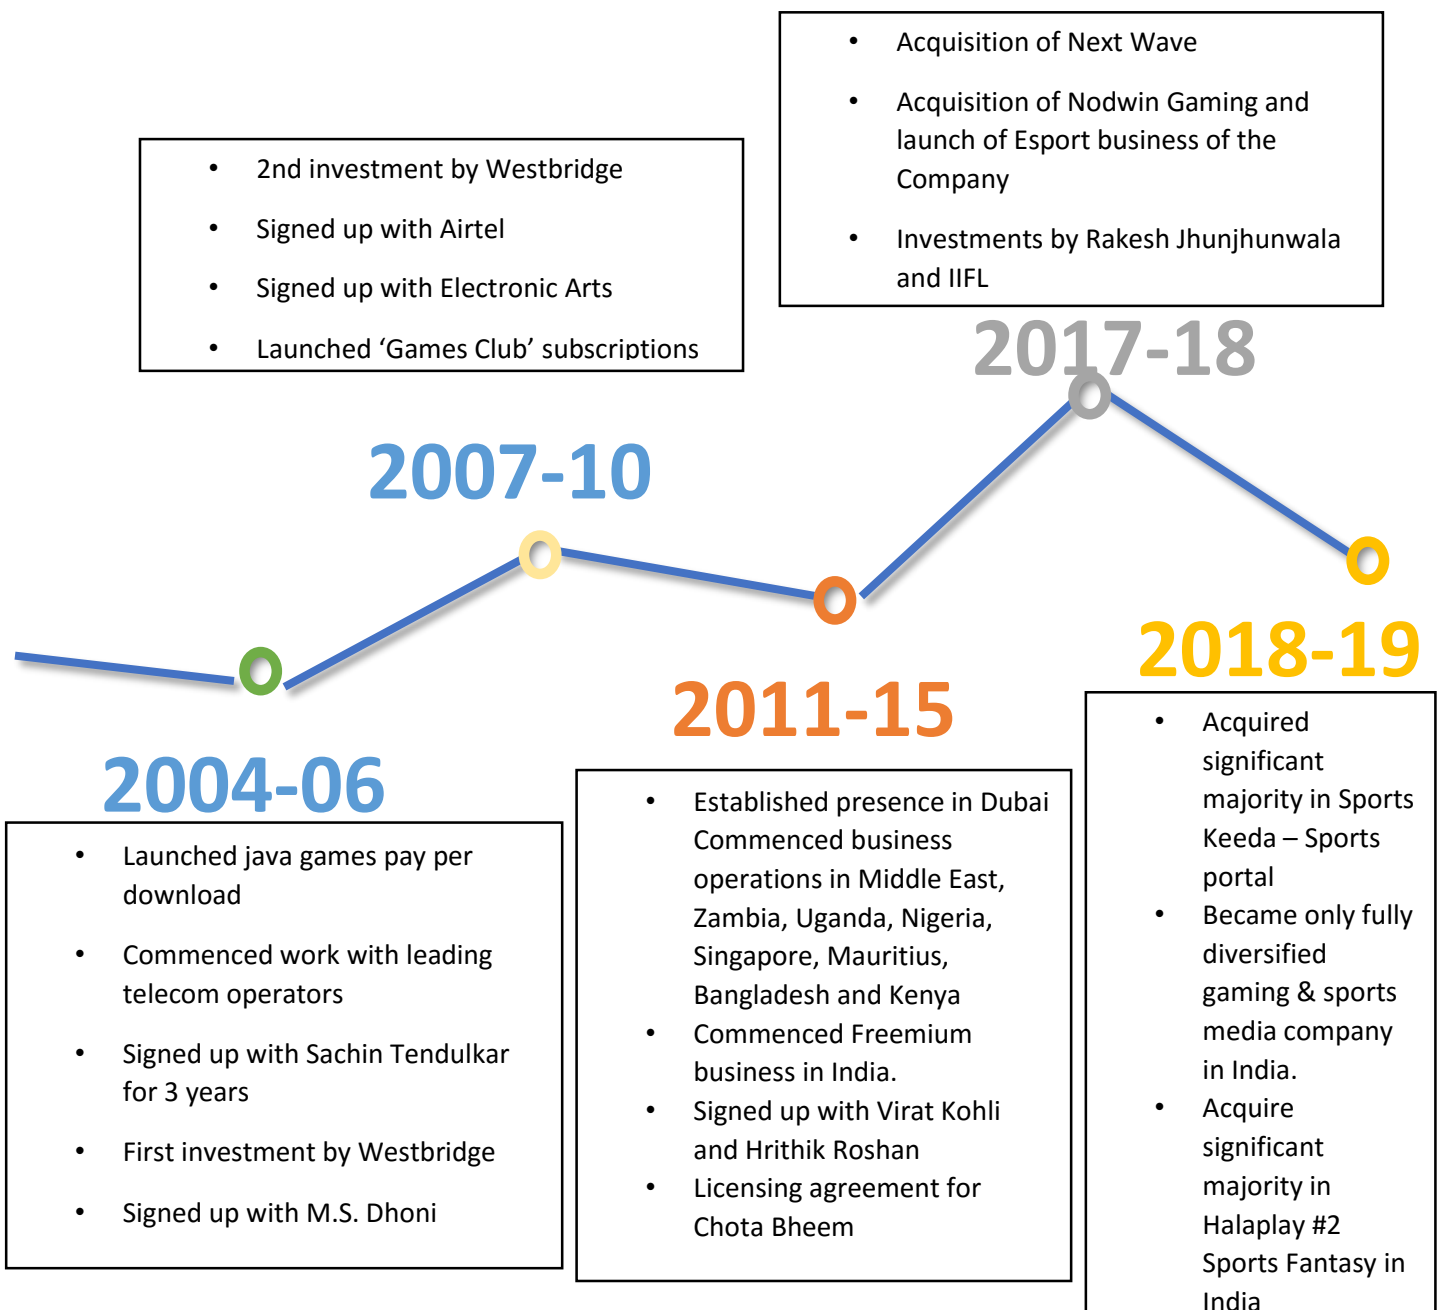 • Acquisition of Next Wave
• Acquisition of Nodwin Gaming and
launch of Esport business of the
Company
• Investments by Rakesh Jhunjhunwala
and IIFL
2017-18
• 2nd investment by Westbridge
• Signed up with Airtel
• Signed up with Electronic Arts
• Launched ‘Games Club’ subscriptions
2007-10
2018-19
2011-15
2004-06
• Launched java games pay per
download
• Commenced work with leading
telecom operators
• Signed up with Sachin Tendulkar
for 3 years
• First investment by Westbridge
• Signed up with M.S. Dhoni
• Established presence in Dubai
Commenced business
operations in Middle East,
Zambia, Uganda, Nigeria,
Singapore, Mauritius,
Bangladesh and Kenya
• Commenced Freemium
business in India.
• Signed up with Virat Kohli
and Hrithik Roshan
• Licensing agreement for
Chota Bheem
• Acquired
significant
majority in Sports
Keeda – Sports
portal
• Became only fully
diversified
gaming & sports
media company
in India.
• Acquire
significant
majority in
Halaplay #2
Sports Fantasy in
India